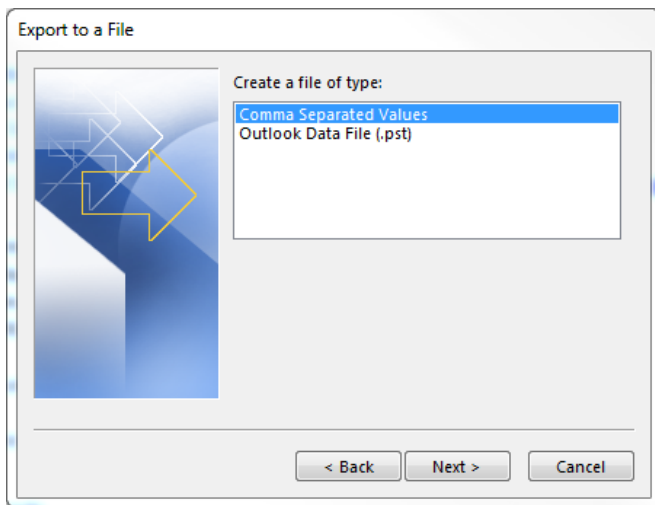 Export to a File
Create a file of type:
Comma Separated Values
Outlook Data File (.pst)
< Back
Next >
Cancel